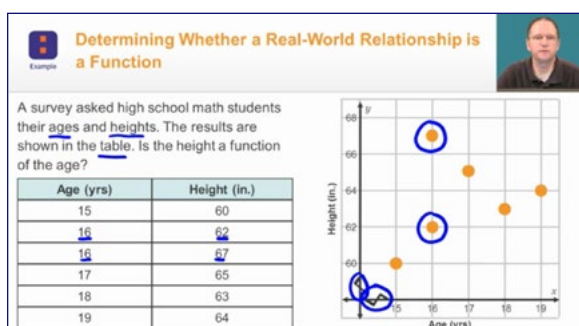 Determining Whether a Real-World Relationship is
a Function
Example
A survey asked high school math students
their ages and heights. The results are
shown in the table. Is the height a function
of the age?
Age (yrs) Height (in.)
15 60
16 62
16 67
17 65
18 63
19 64
y
68
66
64
62
60
Height (in.)
x
15 16 17 18 19
Age (yrs)